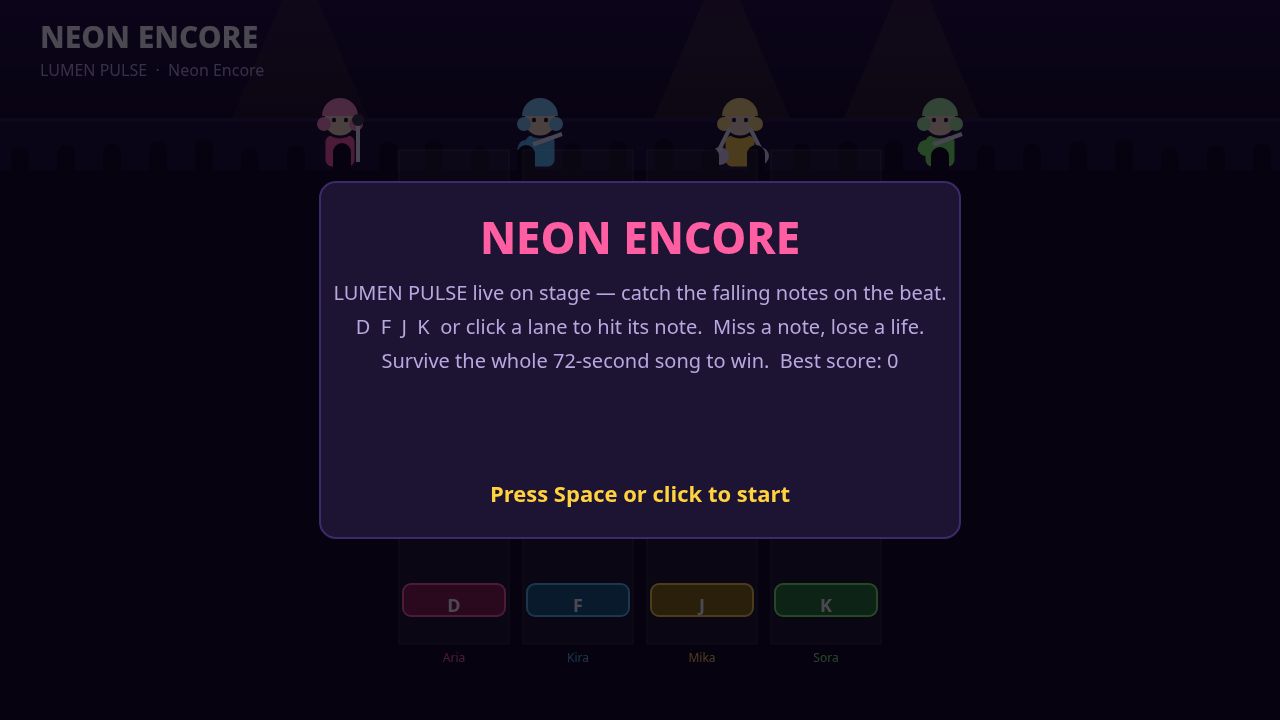 NEON ENCORE
LUMEN PULSE · Neon Encore
NEON ENCORE
LUMEN PULSE live on stage — catch the falling notes on the beat.
D F J K or click a lane to hit its note. Miss a note, lose a life.
Survive the whole 72-second song to win. Best score: 0
Press Space or click to start
D F J K
Aria Kira Mika Sora